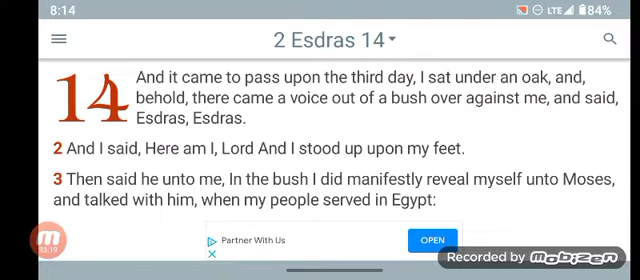 8:14
LTE 84%
2 Esdras 14
14 And it came to pass upon the third day, I sat under an oak, and,
behold, there came a voice out of a bush over against me, and said,
Esdras, Esdras.
2 And I said, Here am I, Lord And I stood up upon my feet.
3 Then said he unto me, In the bush I did manifestly reveal myself unto Moses,
and talked with him, when my people served in Egypt:
Partner With Us
OPEN
33:19
Recorded by Mobizen